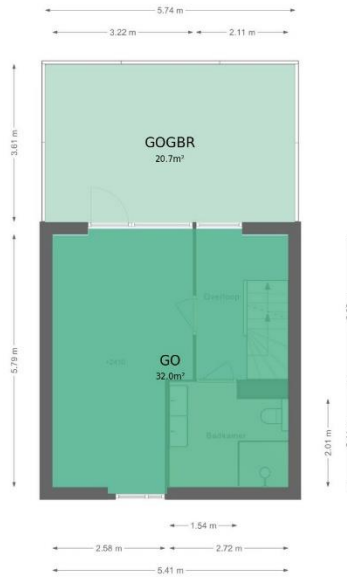 5.74 m
3.22 m
2.11 m
3.61 m
GOGBR
20.7m²
5.79 m
Overloop
GO
32.0m²
Badkamer
2.01 m
1.54 m
2.58 m
2.72 m
5.41 m